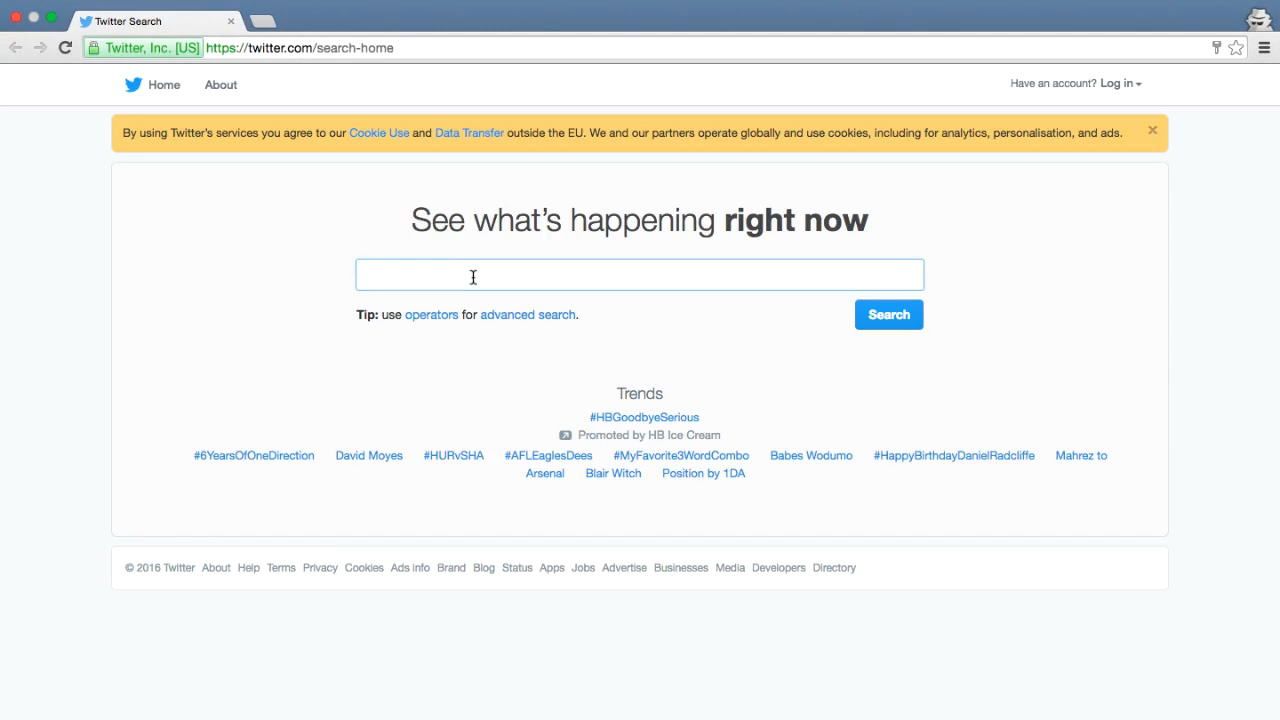 Twitter Search
Twitter, Inc. [US] https://twitter.com/search-home
Home About Have an account? Log in
By using Twitter's services you agree to our Cookie Use and Data Transfer outside the EU. We and our partners operate globally and use cookies, including for analytics, personalisation, and ads.
See what's happening right now
Tip: use operators for advanced search. Search
Trends
#HBGoodbyeSerious
Promoted by HB Ice Cream
#6YearsOfOneDirection David Moyes #HURvSHA #AFLEaglesDees #MyFavorite3WordCombo Babes Wodumo #HappyBirthdayDanielRadcliffe Mahrez to
Arsenal Blair Witch Position by 1DA
© 2016 Twitter About Help Terms Privacy Cookies Ads info Brand Blog Status Apps Jobs Advertise Businesses Media Developers Directory